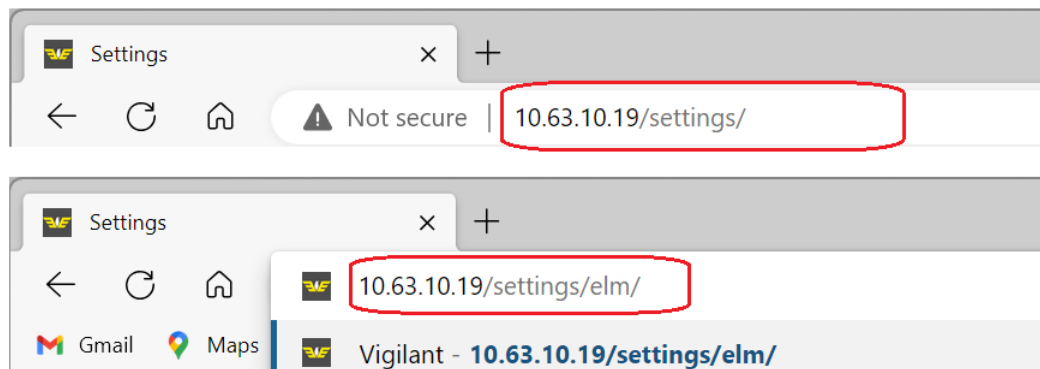 Settings
Not secure | 10.63.10.19/settings/
Settings
10.63.10.19/settings/elm/
Gmail Maps
Vigilant - 10.63.10.19/settings/elm/